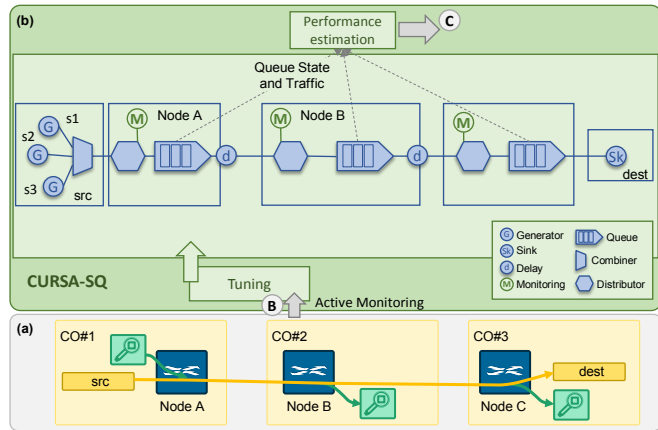 (b)
Performance
estimation
C
Queue State
and Traffic
Node A
Node B
M
M
M
s1
s2
s3
G
G
G
src
d
d
Sk
dest
G Generator
Sk Sink
d Delay
M Monitoring
Queue
Combiner
Distributor
CURSA-SQ
Tuning
B
Active Monitoring
(a)
CO#1
CO#2
CO#3
src
dest
Node A
Node B
Node C